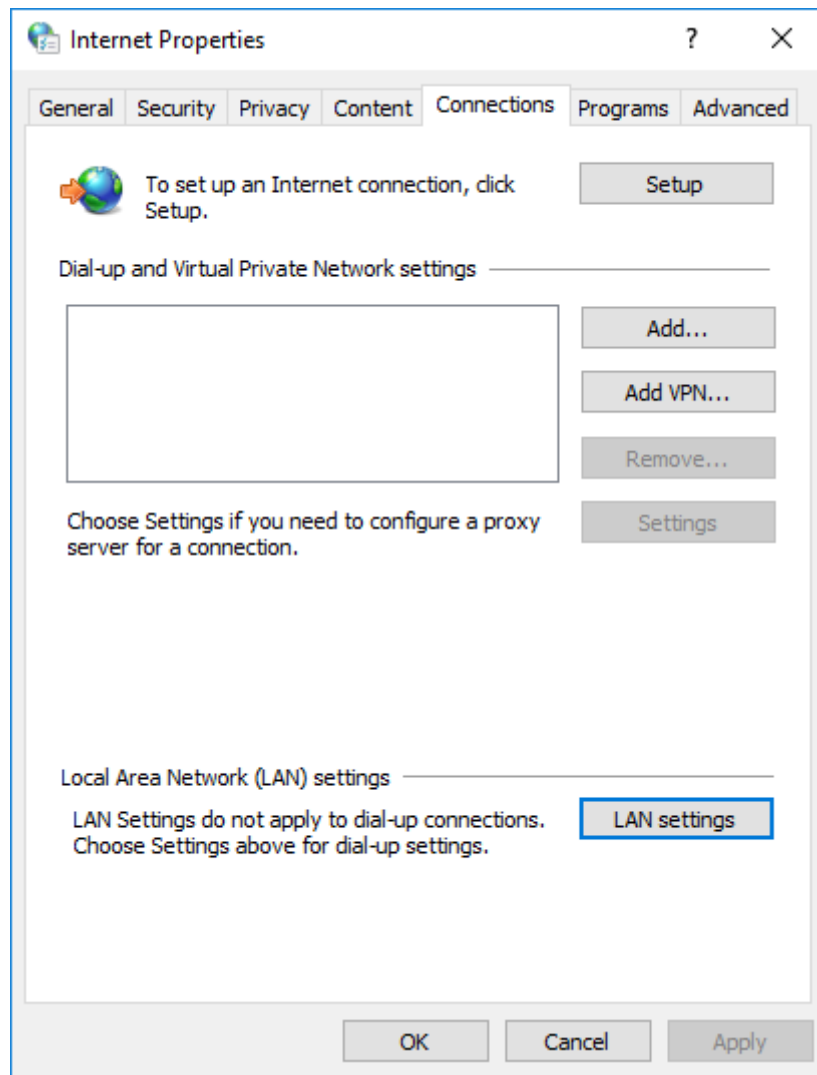 Internet Properties
?
General Security Privacy Content Connections Programs Advanced
To set up an Internet connection, click
Setup.
Setup
Dial-up and Virtual Private Network settings
Add...
Add VPN...
Remove...
Choose Settings if you need to configure a proxy
server for a connection.
Settings
Local Area Network (LAN) settings
LAN Settings do not apply to dial-up connections.
Choose Settings above for dial-up settings.
LAN settings
OK Cancel Apply